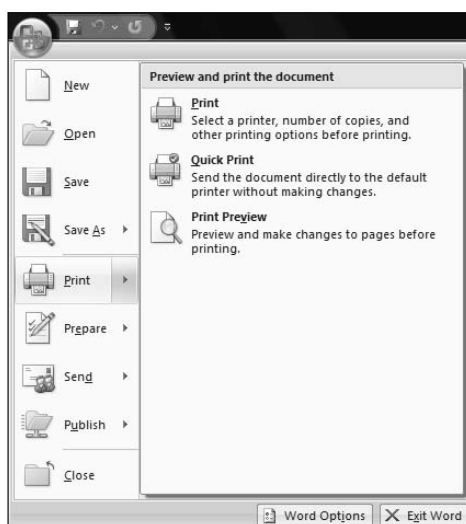 New
Open
Save
Save As
Print
Prepare
Send
Publish
Close
Preview and print the document
Print
Select a printer, number of copies, and
other printing options before printing.
Quick Print
Send the document directly to the default
printer without making changes.
Print Preview
Preview and make changes to pages before
printing.
Word Options
Exit Word